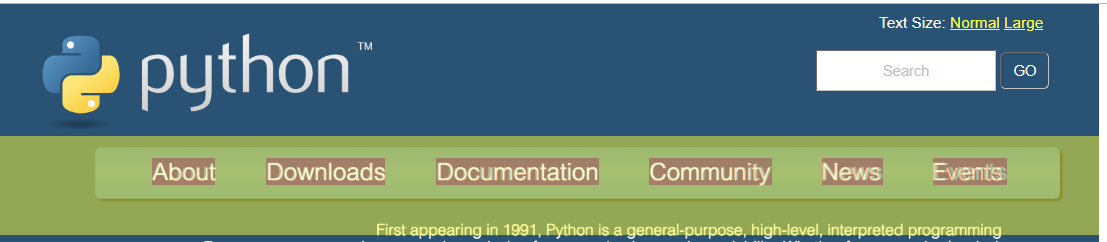 Text Size: Normal Large
python™
Search GO
About Downloads Documentation Community News Events
First appearing in 1991, Python is a general-purpose, high-level, interpreted programming